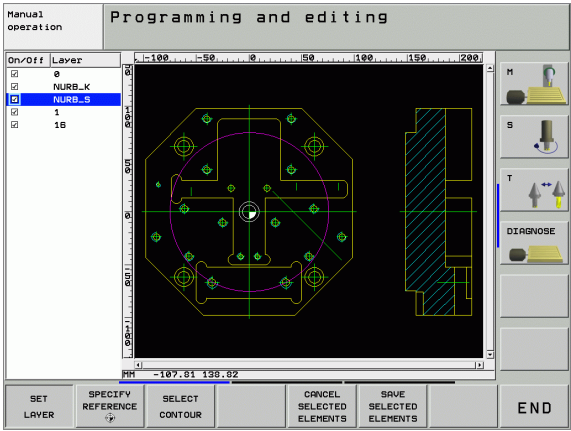 Manual
operation
Programming and editing
On/Off Layer
0
NURB_K
NURB_S
1
16
-100 -50 0 50 100 150 200
MM -107.81 138.82
M
S
T
DIAGNOSE
SET
LAYER
SPECIFY
REFERENCE
SELECT
CONTOUR
CANCEL
SELECTED
ELEMENTS
SAVE
SELECTED
ELEMENTS
END